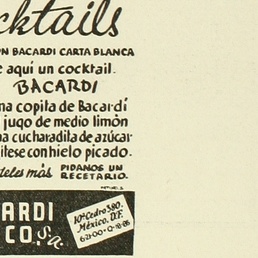 cktails
ON BACARDI CARTA BLANCA
e aquí un cocktail.
BACARDI
na copita de Bacardí
jugo de medio limón
na cucharadita de azúcar.
ítese con hielo picado.
teles más PIDANOS UN
RECETARIO.
ARDI
CO. S.A.
10ª Cedro 380.
México, D.F.